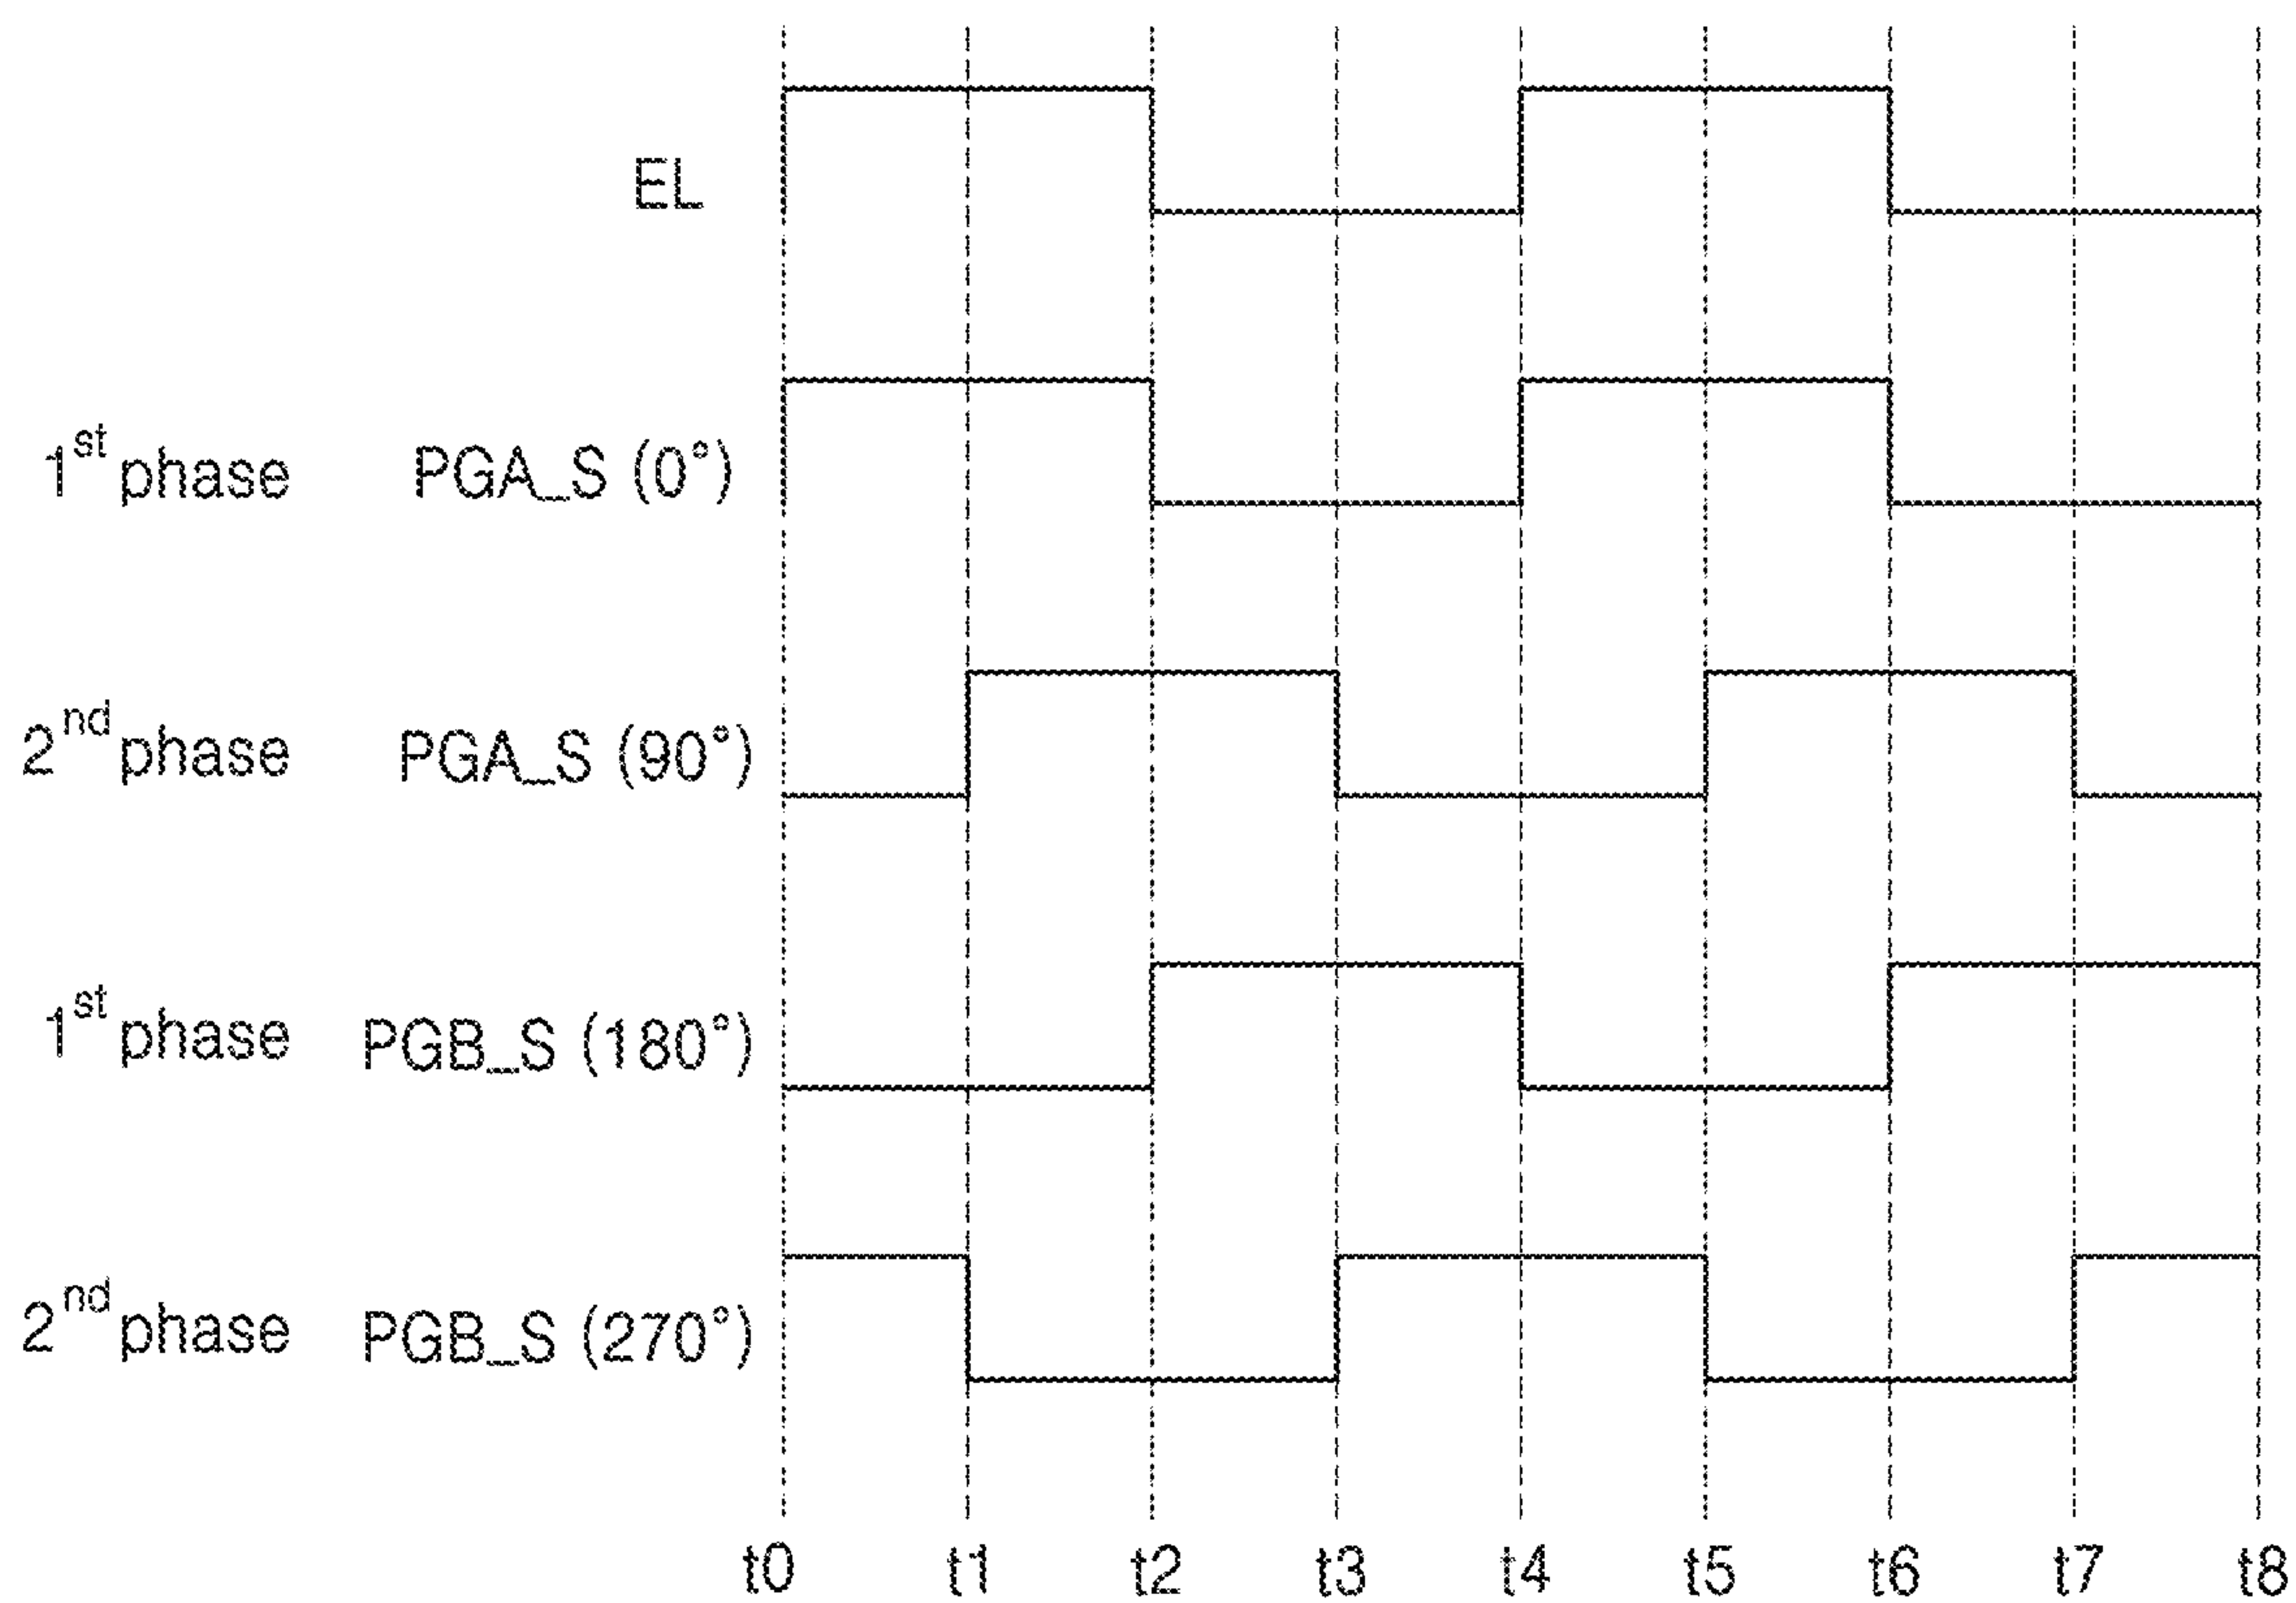 EL
1st phase PGA_S (0°)
2nd phase PGA_S (90°)
1st phase PGB_S (180°)
2nd phase PGB_S (270°)
t0 t1 t2 t3 t4 t5 t6 t7 t8